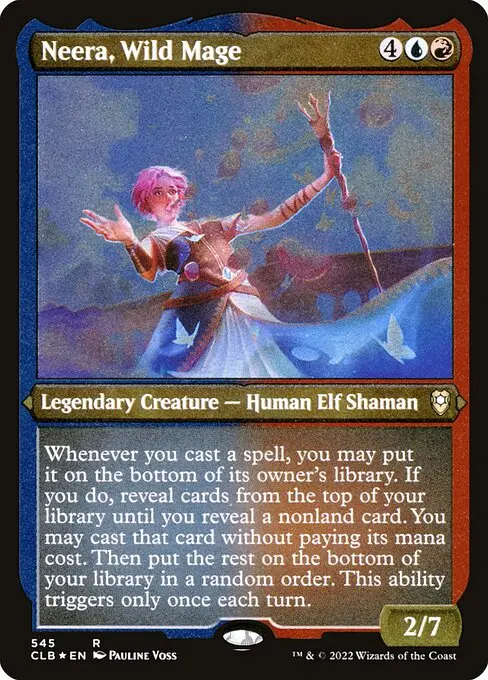 Neera, Wild Mage 4
Legendary Creature — Human Elf Shaman
Whenever you cast a spell, you may put
it on the bottom of its owner's library. If
you do, reveal cards from the top of your
library until you reveal a nonland card. You
may cast that card without paying its mana
cost. Then put the rest on the bottom of
your library in a random order. This ability
triggers only once each turn.
2/7
545 R
CLB ★ EN Pauline Voss ™ & © 2022 Wizards of the Coast